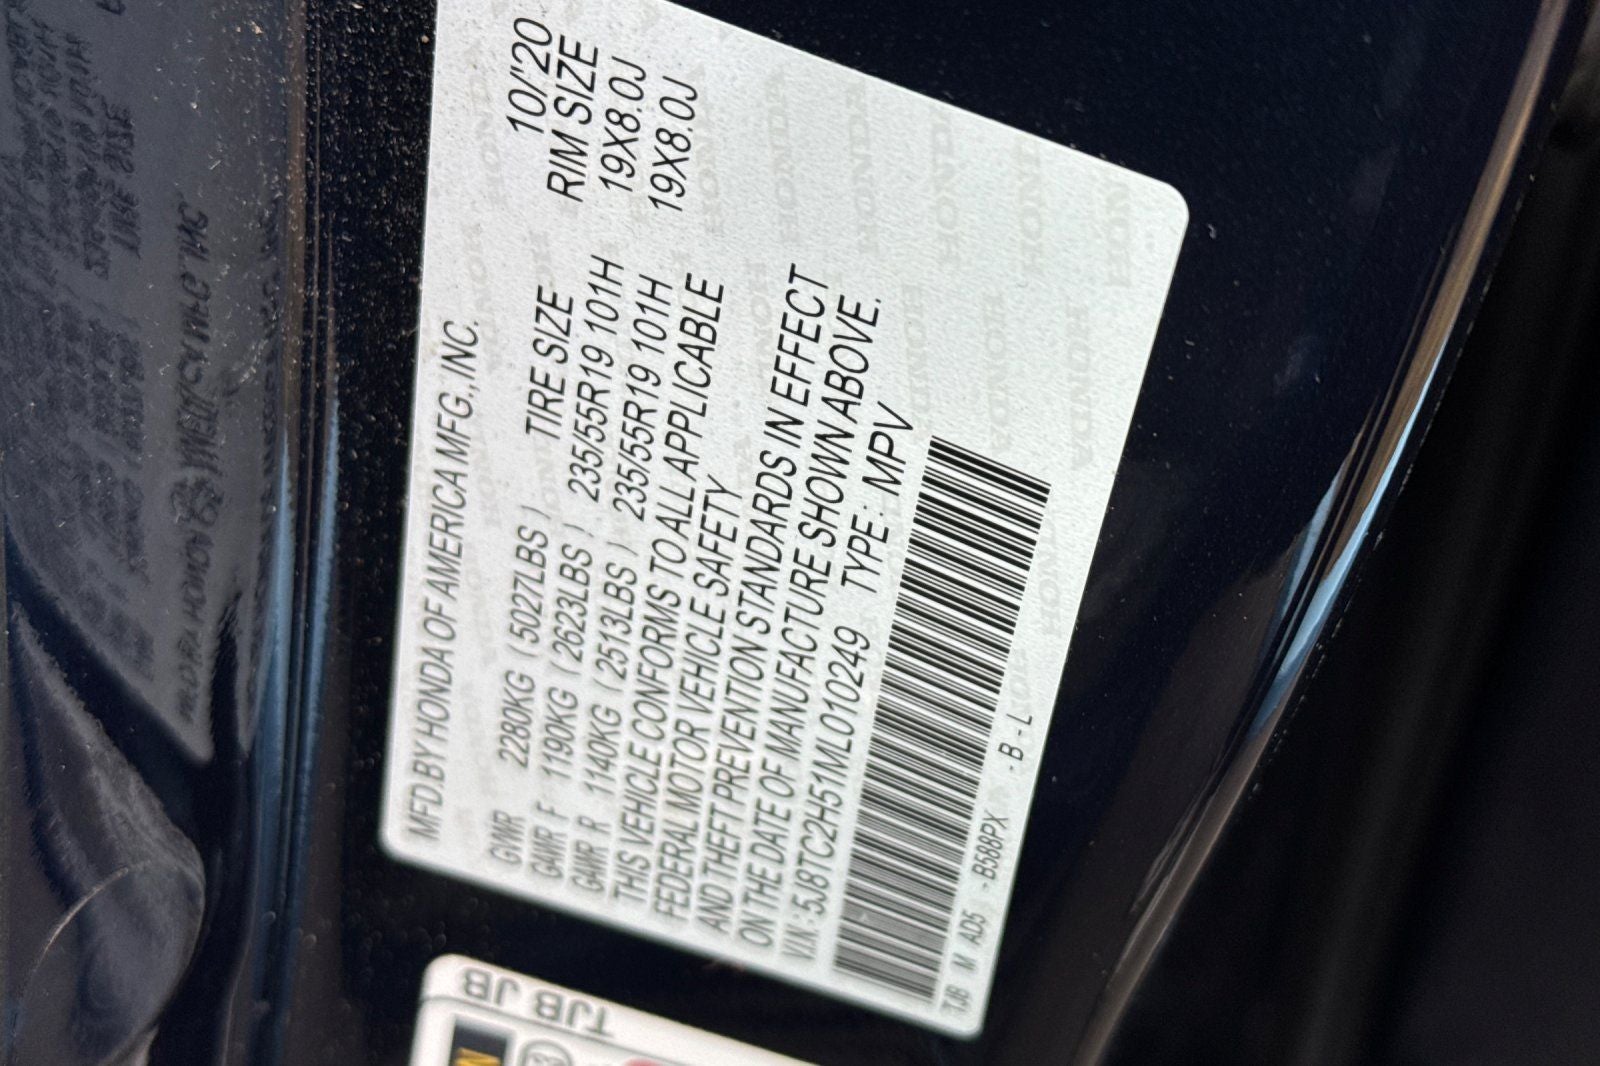 MFD.BY HONDA OF AMERICA MFG.,INC. 10/'20
GVWR 2280KG ( 5027LBS ) TIRE SIZE RIM SIZE
GAWR F 1190KG ( 2623LBS ) 235/55R19 101H 19X8.0J
GAWR R 1140KG ( 2513LBS ) 235/55R19 101H 19X8.0J
THIS VEHICLE CONFORMS TO ALL APPLICABLE
FEDERAL MOTOR VEHICLE SAFETY
AND THEFT PREVENTION STANDARDS IN EFFECT
ON THE DATE OF MANUFACTURE SHOWN ABOVE.
V.I.N.: 5J8TC2H51ML010249 TYPE: MPV
TJB M AD5 - B588PX - B - L
TJB JB